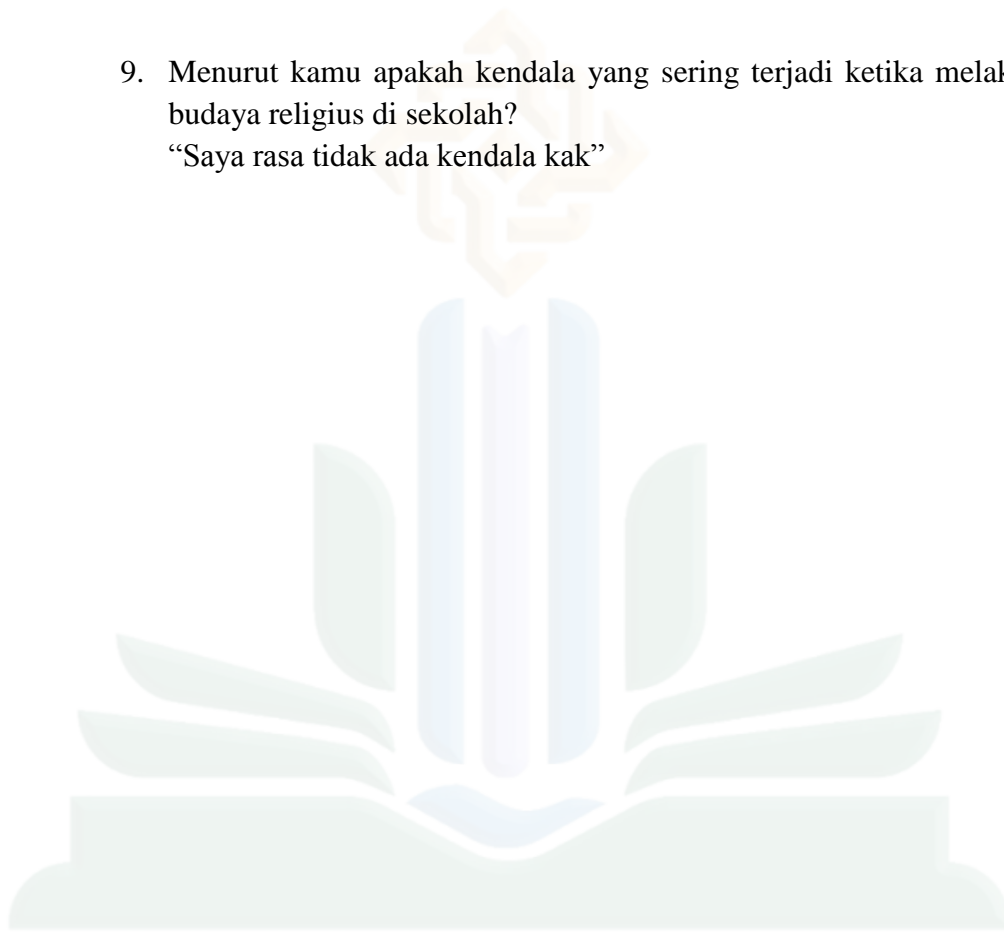 9. Menurut kamu apakah kendala yang sering terjadi ketika
budaya religius di sekolah?
“Saya rasa tidak ada kendala kak”